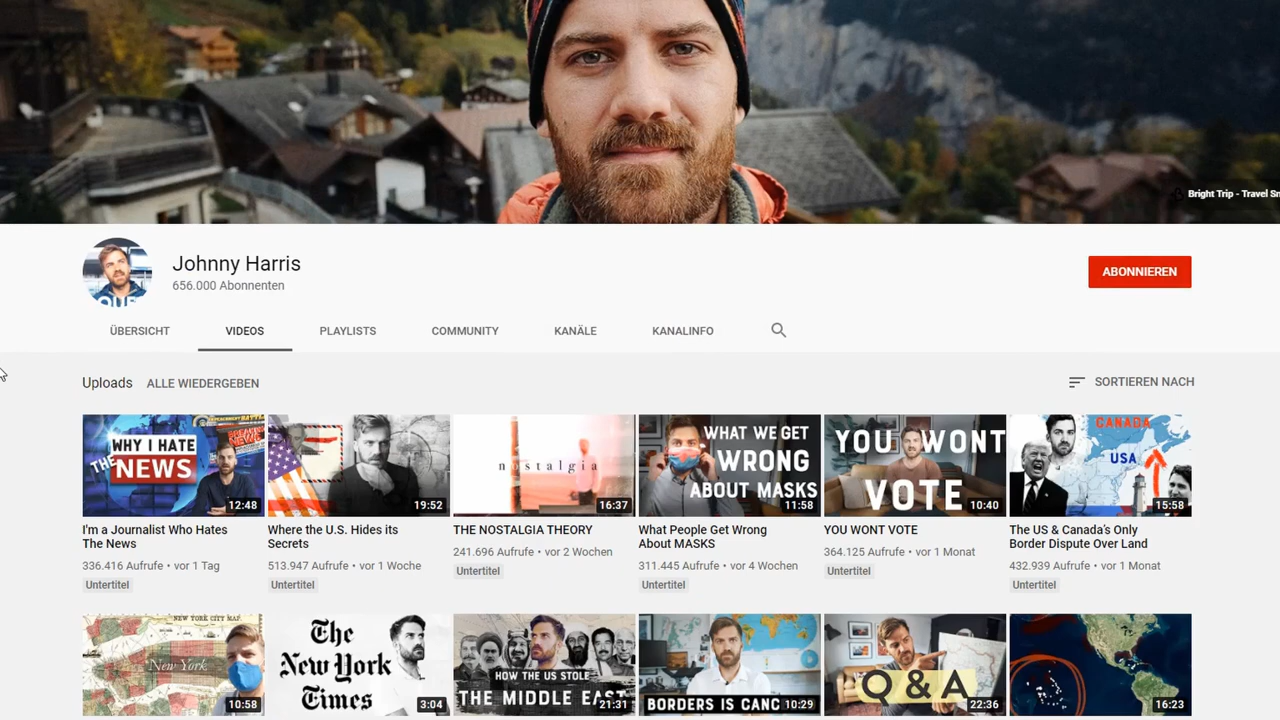 Bright Trip - Travel
Johnny Harris
656.000 Abonnenten
ABONNIEREN
ÜBERSICHT
VIDEOS
PLAYLISTS
COMMUNITY
KANÄLE
KANALINFO
Uploads
ALLE WIEDERGEBEN
SORTIEREN NACH
WHY I HATE
THE NEWS
12:48
19:52
nostalgia
16:37
WHAT WE GET
WRONG
ABOUT MASKS
11:58
YOU WONT
VOTE
10:40
CANADA
USA
15:58
I'm a Journalist Who Hates
The News
336.416 Aufrufe • vor 1 Tag
Untertitel
Where the U.S. Hides its
Secrets
513.947 Aufrufe • vor 1 Woche
Untertitel
THE NOSTALGIA THEORY
241.696 Aufrufe • vor 2 Wochen
Untertitel
What People Get Wrong
About MASKS
311.445 Aufrufe • vor 4 Wochen
Untertitel
YOU WONT VOTE
364.125 Aufrufe • vor 1 Monat
Untertitel
The US & Canada's Only
Border Dispute Over Land
432.939 Aufrufe • vor 1 Monat
Untertitel
NEW YORK CITY MAP.
New York
10:58
The
New York
Times
3:04
HOW THE US STOLE
THE MIDDLE EAST
21:31
BORDERS IS CANC
10:29
Q & A
22:36
16:23